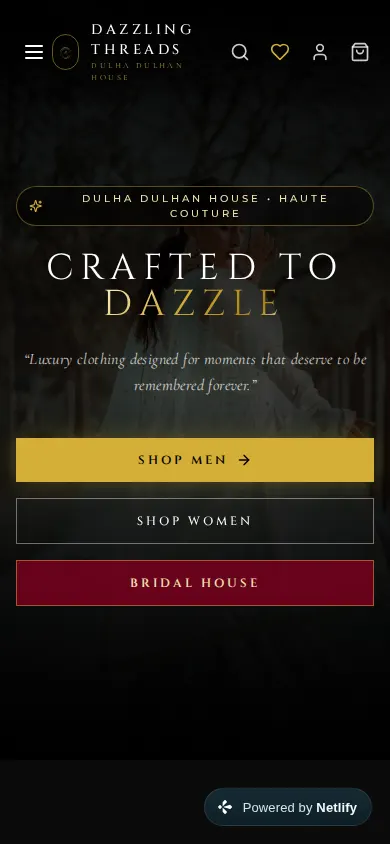 DAZZLING
THREADS
DULHA DULHAN
HOUSE
DULHA DULHAN HOUSE • HAUTE
COUTURE
CRAFTED TO
DAZZLE
“Luxury clothing designed for moments that deserve to be
remembered forever.”
SHOP MEN →
SHOP WOMEN
BRIDAL HOUSE
Powered by Netlify